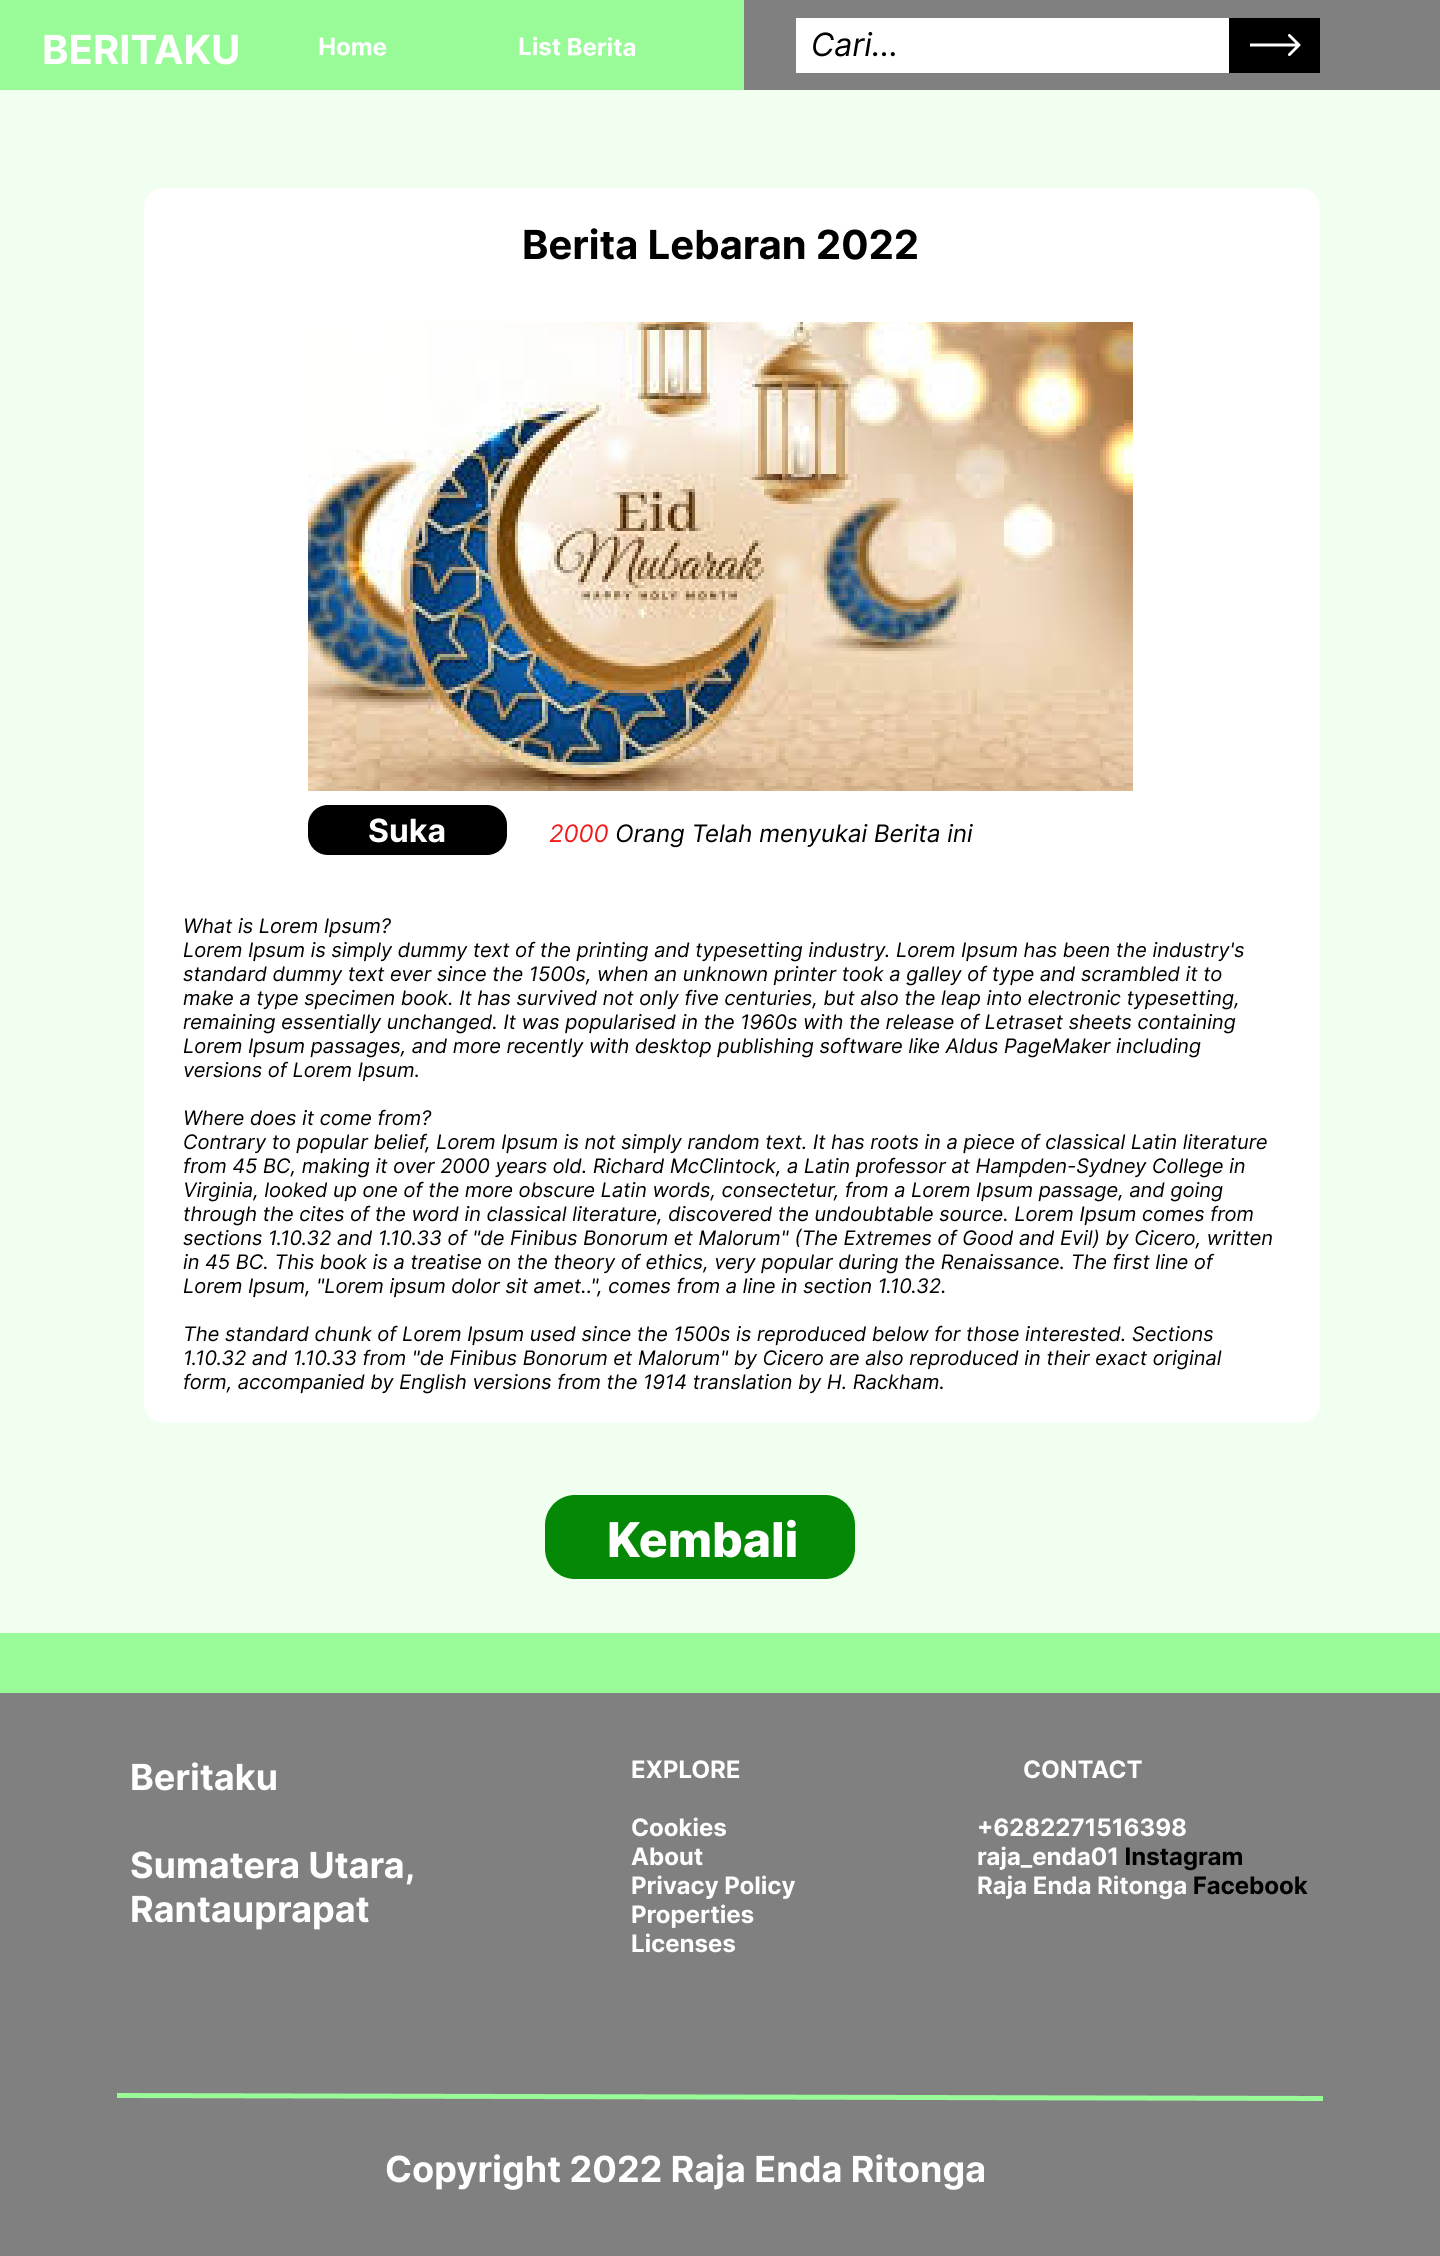 BERITAKU
Home
List Berita
Cari...
Berita Lebaran 2022
Eid
Mubarak
HAPPY HOLY MONTH
Suka
2000 Orang Telah menyukai Berita ini
What is Lorem Ipsum?
Lorem Ipsum is simply dummy text of the printing and typesetting industry. Lorem Ipsum has been the industry's
standard dummy text ever since the 1500s, when an unknown printer took a galley of type and scrambled it to
make a type specimen book. It has survived not only five centuries, but also the leap into electronic typesetting,
remaining essentially unchanged. It was popularised in the 1960s with the release of Letraset sheets containing
Lorem Ipsum passages, and more recently with desktop publishing software like Aldus PageMaker including
versions of Lorem Ipsum.
Where does it come from?
Contrary to popular belief, Lorem Ipsum is not simply random text. It has roots in a piece of classical Latin literature
from 45 BC, making it over 2000 years old. Richard McClintock, a Latin professor at Hampden-Sydney College in
Virginia, looked up one of the more obscure Latin words, consectetur, from a Lorem Ipsum passage, and going
through the cites of the word in classical literature, discovered the undoubtable source. Lorem Ipsum comes from
sections 1.10.32 and 1.10.33 of "de Finibus Bonorum et Malorum" (The Extremes of Good and Evil) by Cicero, written
in 45 BC. This book is a treatise on the theory of ethics, very popular during the Renaissance. The first line of
Lorem Ipsum, "Lorem ipsum dolor sit amet..", comes from a line in section 1.10.32.
The standard chunk of Lorem Ipsum used since the 1500s is reproduced below for those interested. Sections
1.10.32 and 1.10.33 from "de Finibus Bonorum et Malorum" by Cicero are also reproduced in their exact original
form, accompanied by English versions from the 1914 translation by H. Rackham.
Kembali
Beritaku
Sumatera Utara,
Rantauprapat
EXPLORE
Cookies
About
Privacy Policy
Properties
Licenses
CONTACT
+6282271516398
raja_enda01 Instagram
Raja Enda Ritonga Facebook
Copyright 2022 Raja Enda Ritonga